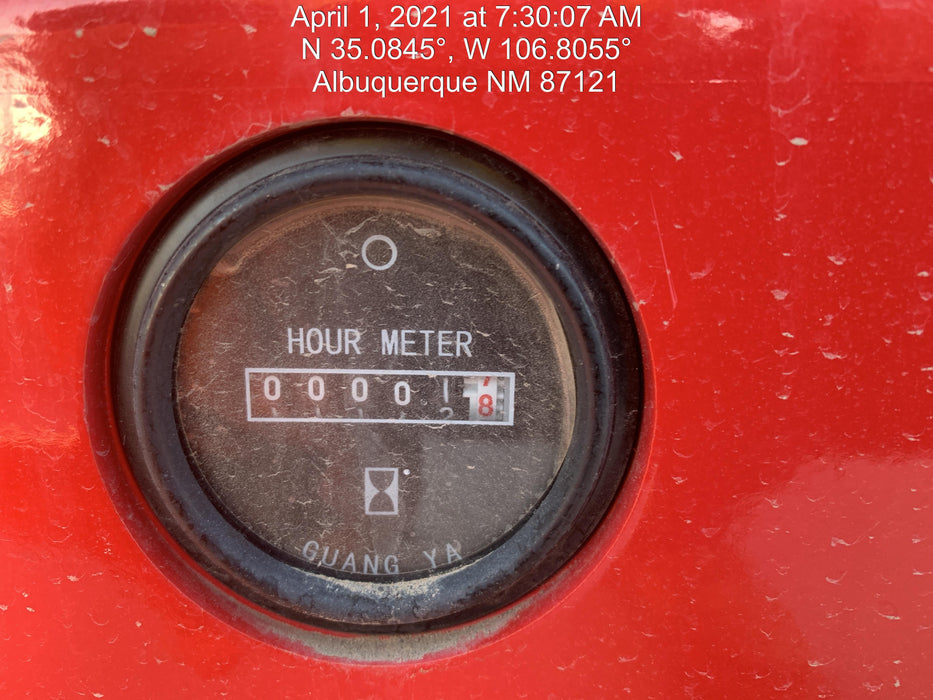 April 1, 2021 at 7:30:07 AM
N 35.0845°, W 106.8055°
Albuquerque NM 87121
HOUR METER
0 0 0 0 1 8
GUANG YA